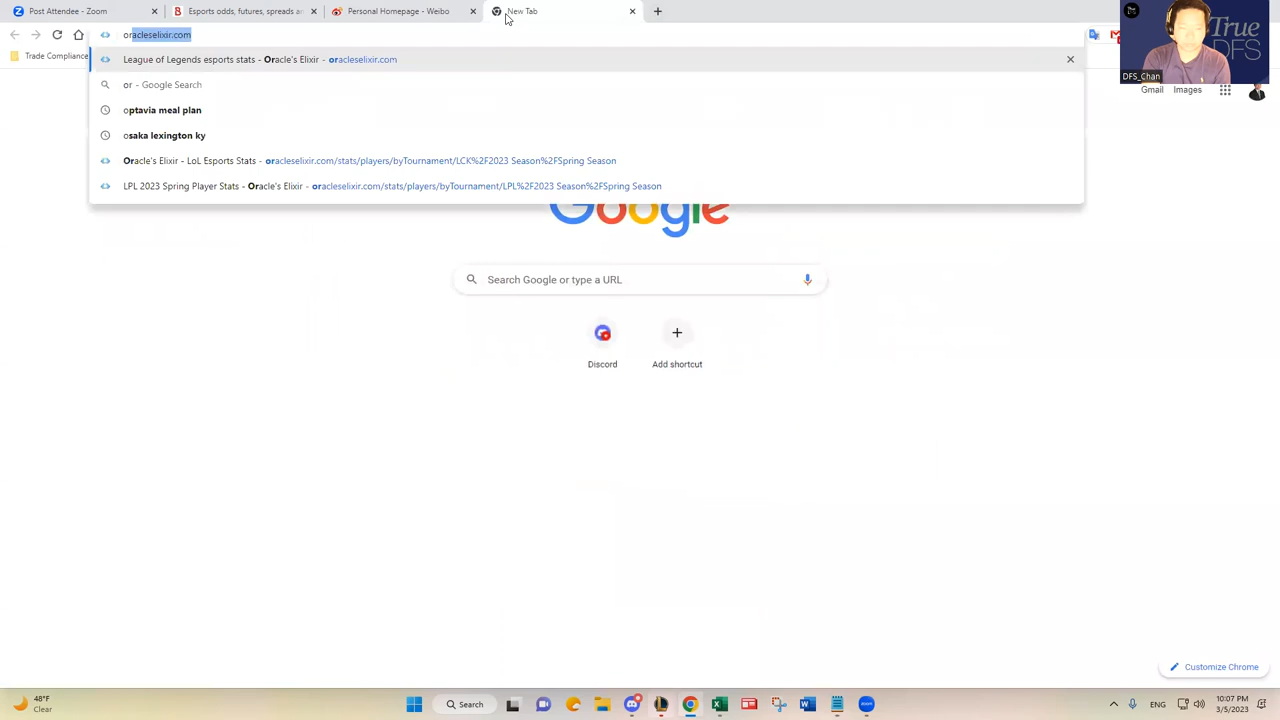 Post Attendee - Zoom
Esports odds, futures, spreads a
Personal Homepage - Weibo
New Tab
oracleselixir.com
True
DFS
DFS_Chan
Trade Compliance
League of Legends esports stats - Oracle's Elixir - oracleselixir.com
or - Google Search
optavia meal plan
osaka lexington ky
Oracle's Elixir - LoL Esports Stats - oracleselixir.com/stats/players/byTournament/LCK%2F2023 Season%2FSpring Season
LPL 2023 Spring Player Stats - Oracle's Elixir - oracleselixir.com/stats/players/byTournament/LPL%2F2023 Season%2FSpring Season
Gmail
Images
Google
Search Google or type a URL
Discord
Add shortcut
Customize Chrome
48°F
Clear
Search
10:07 PM
3/5/2023